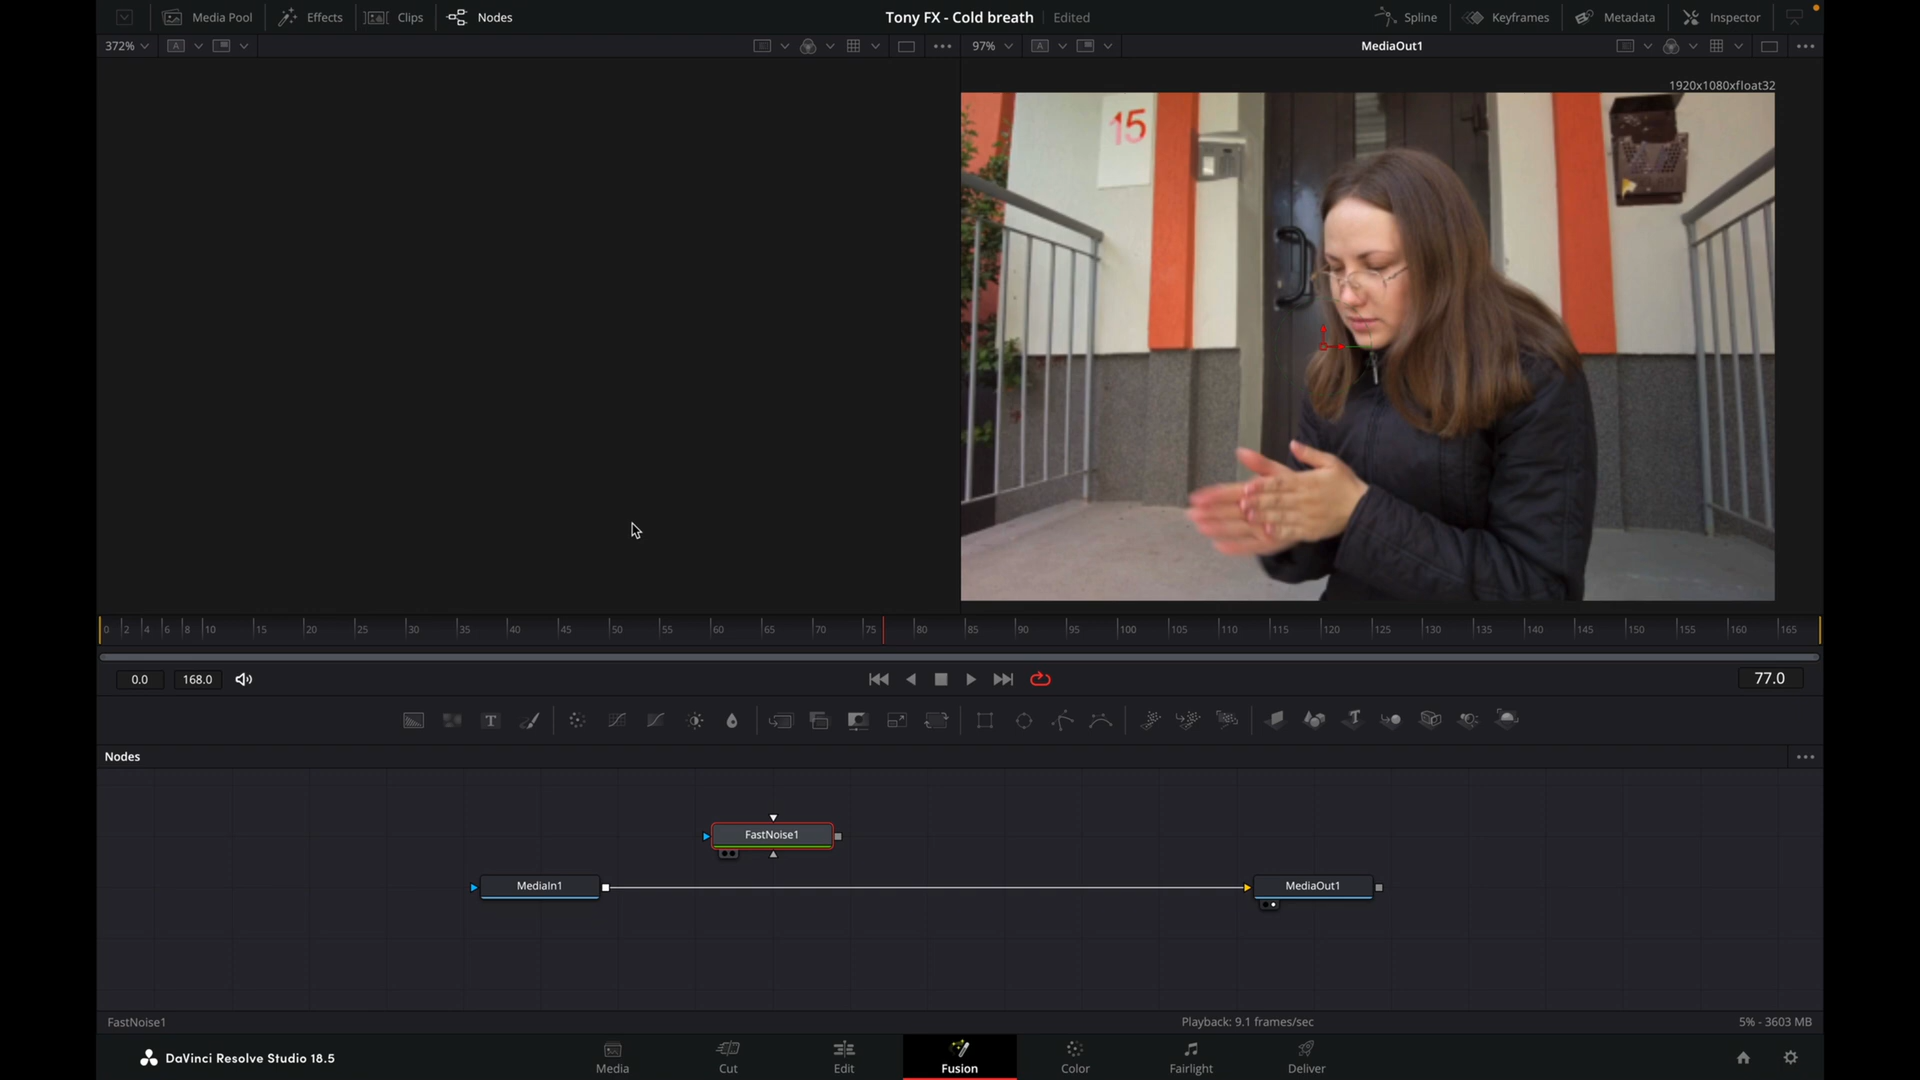 Media Pool
Effects
Clips
Nodes
Tony FX - Cold breath
Edited
Spline
Keyframes
Metadata
Inspector
372%
A
97%
A
MediaOut1
1920x1080xfloat32
15
0 2 4 6 8 10 15 20 25 30 35 40 45 50 55 60 65 70 75 80 85 90 95 100 105 110 115 120 125 130 135 140 145 150 155 160 165
0.0
168.0
77.0
T
T
Nodes
FastNoise1
MediaIn1
MediaOut1
FastNoise1
Playback: 9.1 frames/sec
5% - 3603 MB
DaVinci Resolve Studio 18.5
Media
Cut
Edit
Fusion
Color
Fairlight
Deliver